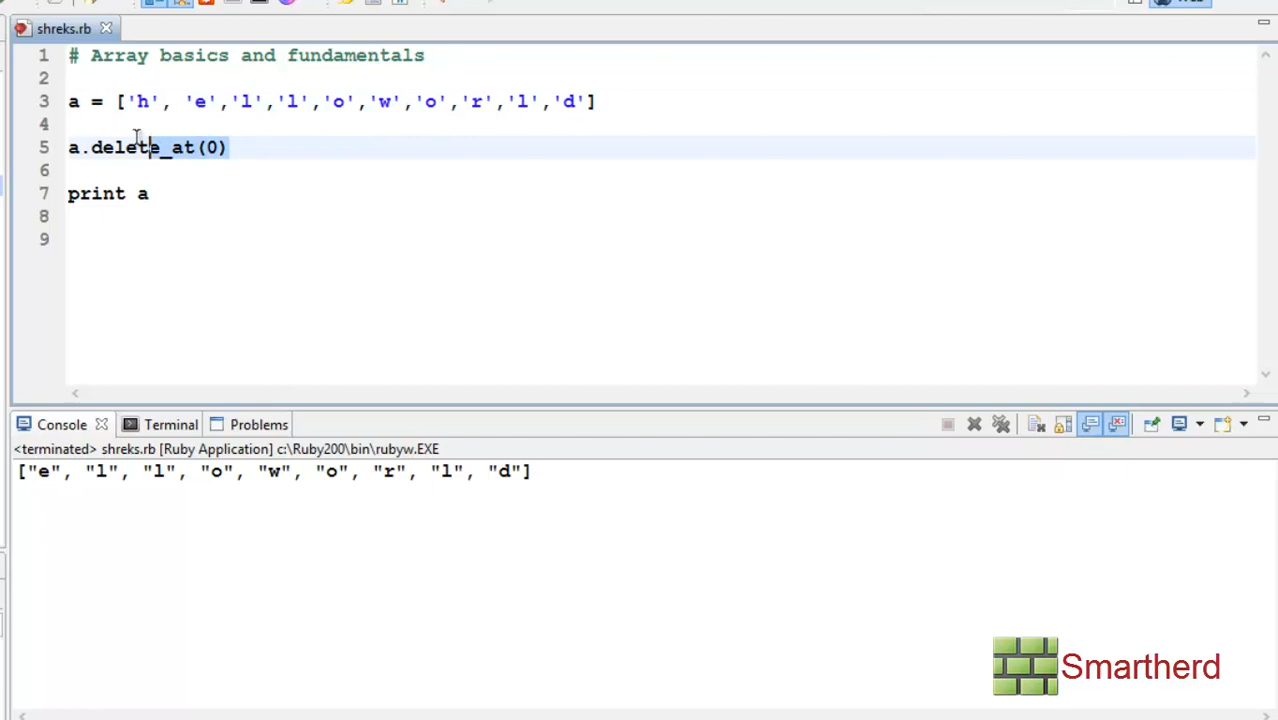 shreks.rb
1 # Array basics and fundamentals
2
3 a = ['h', 'e','l','l','o','w','o','r','l','d']
4
5 a.delete_at(0)
6
7 print a
8
9
Console Terminal Problems
<terminated> shreks.rb [Ruby Application] c:\Ruby200\bin\rubyw.EXE
["e", "l", "l", "o", "w", "o", "r", "l", "d"]
Smartherd